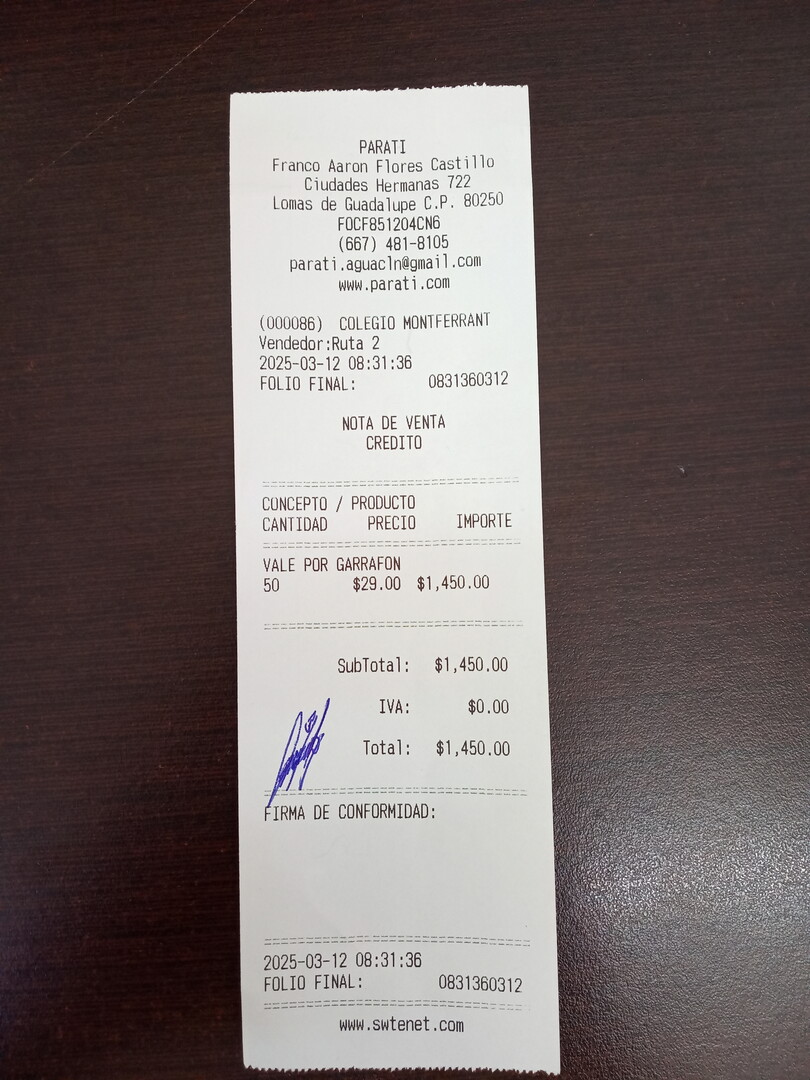 PARATI
Franco Aaron Flores Castillo
Ciudades Hermanas 722
Lomas de Guadalupe C.P. 80250
FOCF851204CN6
(667) 481-8105
parati.aguacln@gmail.com
www.parati.com
(000086) COLEGIO MONTFERRANT
Vendedor:Ruta 2
2025-03-12 08:31:36
FOLIO FINAL: 0831360312
NOTA DE VENTA
CREDITO
CONCEPTO / PRODUCTO
CANTIDAD PRECIO IMPORTE
VALE POR GARRAFON
50 $29.00 $1,450.00
SubTotal: $1,450.00
IVA: $0.00
Total: $1,450.00
FIRMA DE CONFORMIDAD:
2025-03-12 08:31:36
FOLIO FINAL: 0831360312
www.swtenet.com